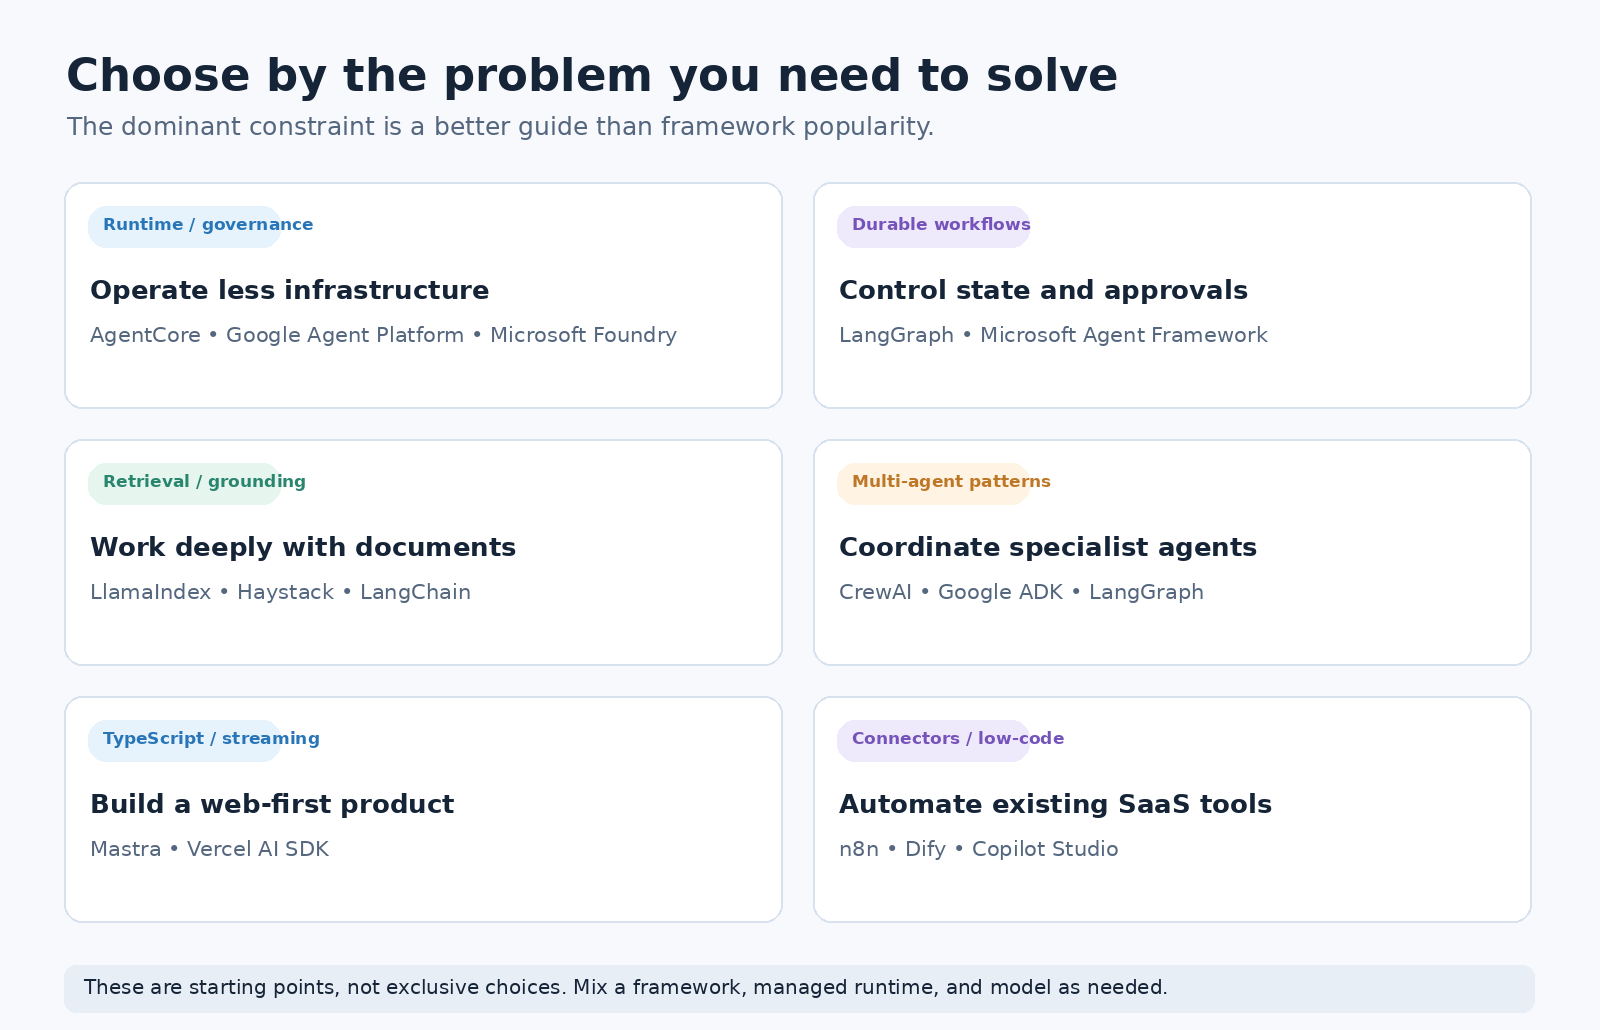 Choose by the problem you need to solve
The dominant constraint is a better guide than framework popularity.
Runtime / governance
Operate less infrastructure
AgentCore • Google Agent Platform • Microsoft Foundry
Durable workflows
Control state and approvals
LangGraph • Microsoft Agent Framework
Retrieval / grounding
Work deeply with documents
LlamaIndex • Haystack • LangChain
Multi-agent patterns
Coordinate specialist agents
CrewAI • Google ADK • LangGraph
TypeScript / streaming
Build a web-first product
Mastra • Vercel AI SDK
Connectors / low-code
Automate existing SaaS tools
n8n • Dify • Copilot Studio
These are starting points, not exclusive choices. Mix a framework, managed runtime, and model as needed.